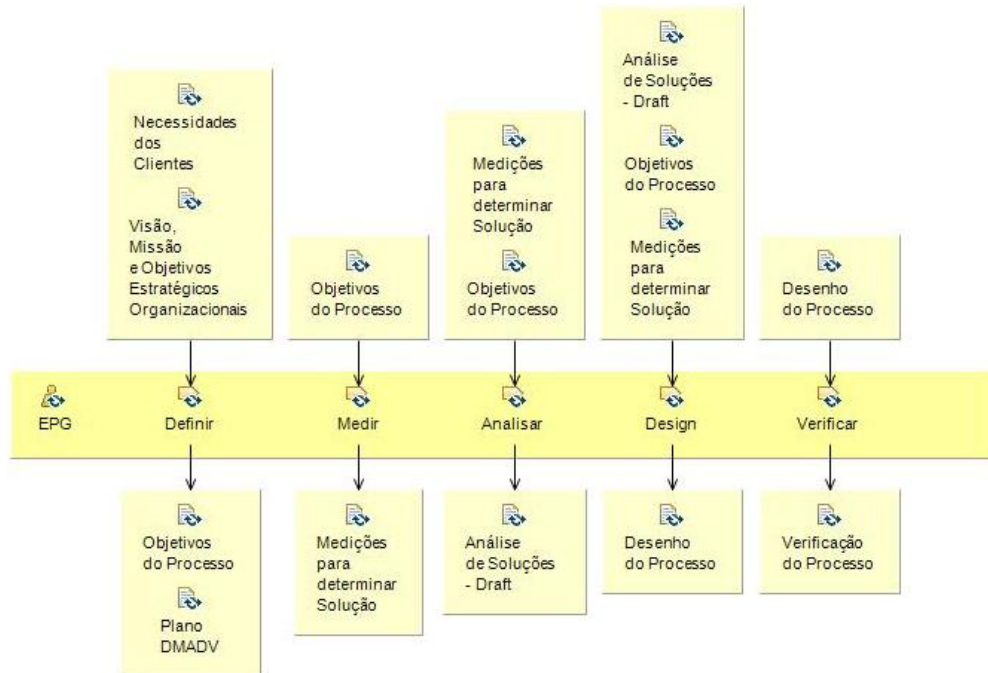 Necessidades
dos
Clientes
Visão,
Missão
e Objetivos
Estratégicos
Organizacionais
Objetivos
do Processo
Medições
para
determinar
Solução
Objetivos
do Processo
Análise
de Soluções
- Draft
Objetivos
do Processo
Medições
para
determinar
Solução
Desenho
do Processo
EPG
Definir
Medir
Analisar
Design
Verificar
Objetivos
do Processo
Plano
DMADV
Medições
para
determinar
Solução
Análise
de Soluções
- Draft
Desenho
do Processo
Verificação
do Processo